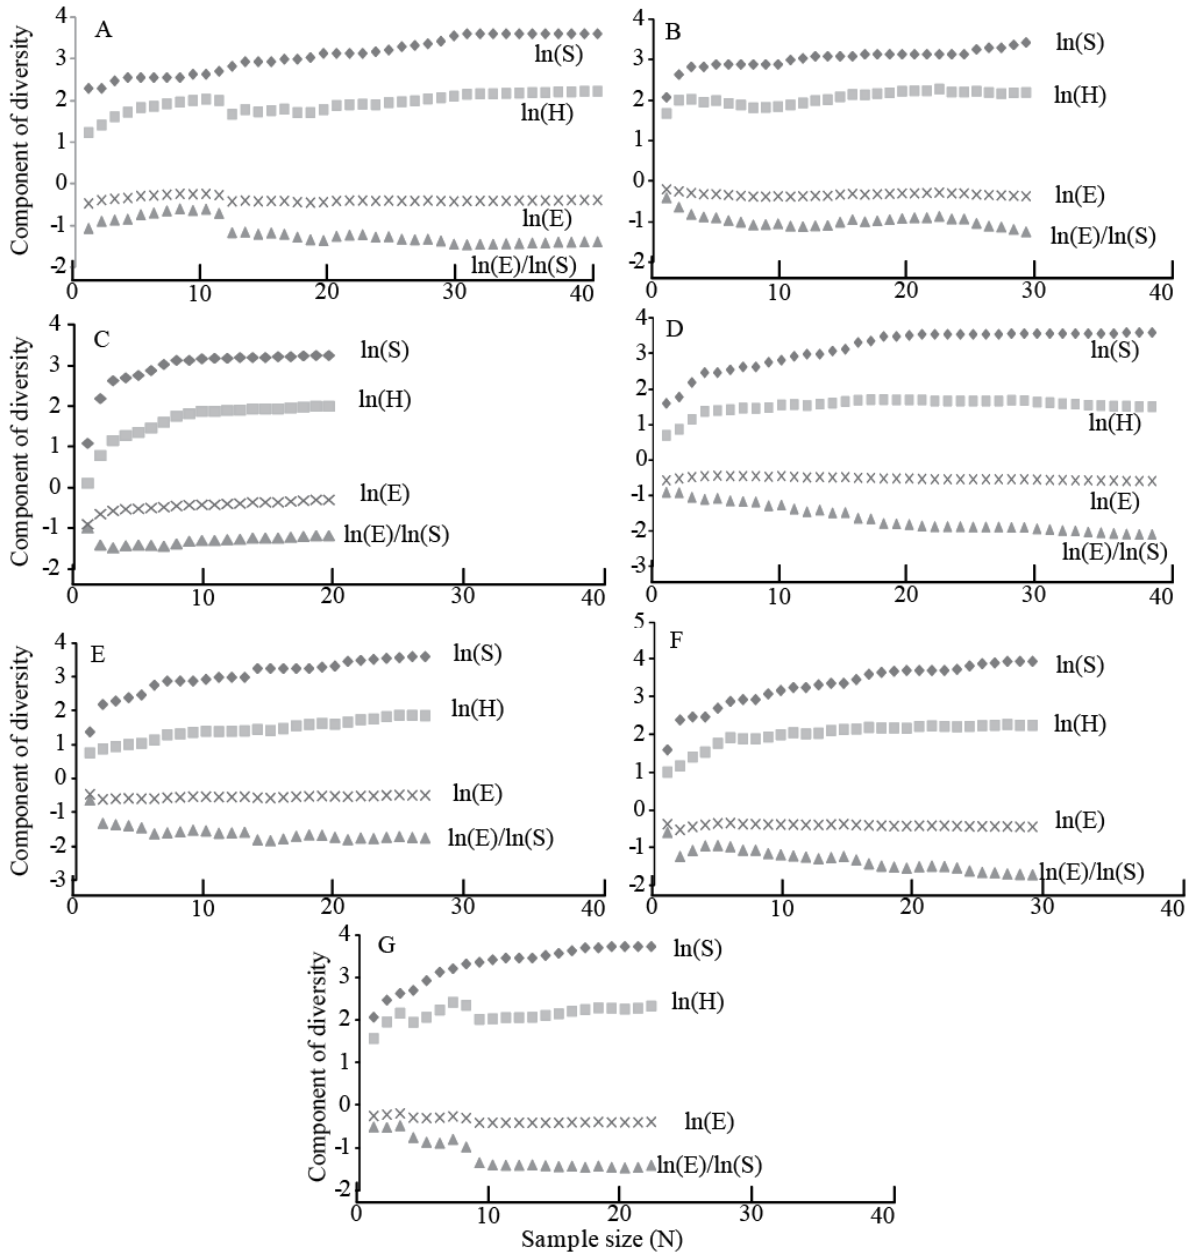 A
Component of diversity
4
3
2
1
0
-1
-2
ln(S)
ln(H)
ln(E)
ln(E)/ln(S)
0 10 20 30 40
B
4
3
2
1
0
-1
-2
ln(S)
ln(H)
ln(E)
ln(E)/ln(S)
0 10 20 30 40
C
Component of diversity
4
3
2
1
0
-1
-2
ln(S)
ln(H)
ln(E)
ln(E)/ln(S)
0 10 20 30 40
D
4
3
2
1
0
-1
-2
-3
ln(S)
ln(H)
ln(E)
ln(E)/ln(S)
0 10 20 30 40
E
Component of diversity
4
3
2
1
0
-1
-2
-3
ln(S)
ln(H)
ln(E)
ln(E)/ln(S)
0 10 20 30 40
F
5
4
3
2
1
0
-1
-2
ln(S)
ln(H)
ln(E)
ln(E)/ln(S)
0 10 20 30 40
G
Component of diversity
4
3
2
1
0
-1
-2
ln(S)
ln(H)
ln(E)
ln(E)/ln(S)
0 10 20 30 40
Sample size (N)